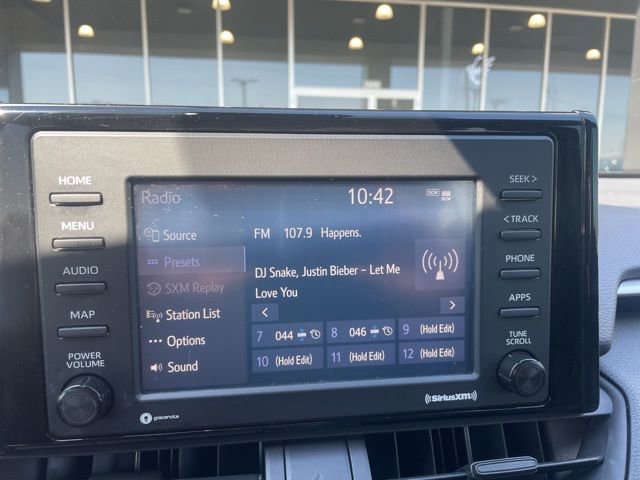 HOME
MENU
AUDIO
MAP
POWER
VOLUME
Radio
10:42
DCM
DCM
Source
Presets
SXM Replay
Station List
Options
Sound
FM 107.9 Happens.
DJ Snake, Justin Bieber - Let Me
Love You
<
>
7 044
8 046
9 (Hold Edit)
10 (Hold Edit)
11 (Hold Edit)
12 (Hold Edit)
SEEK >
< TRACK
PHONE
APPS
TUNE
SCROLL
gracenote
SiriusXM